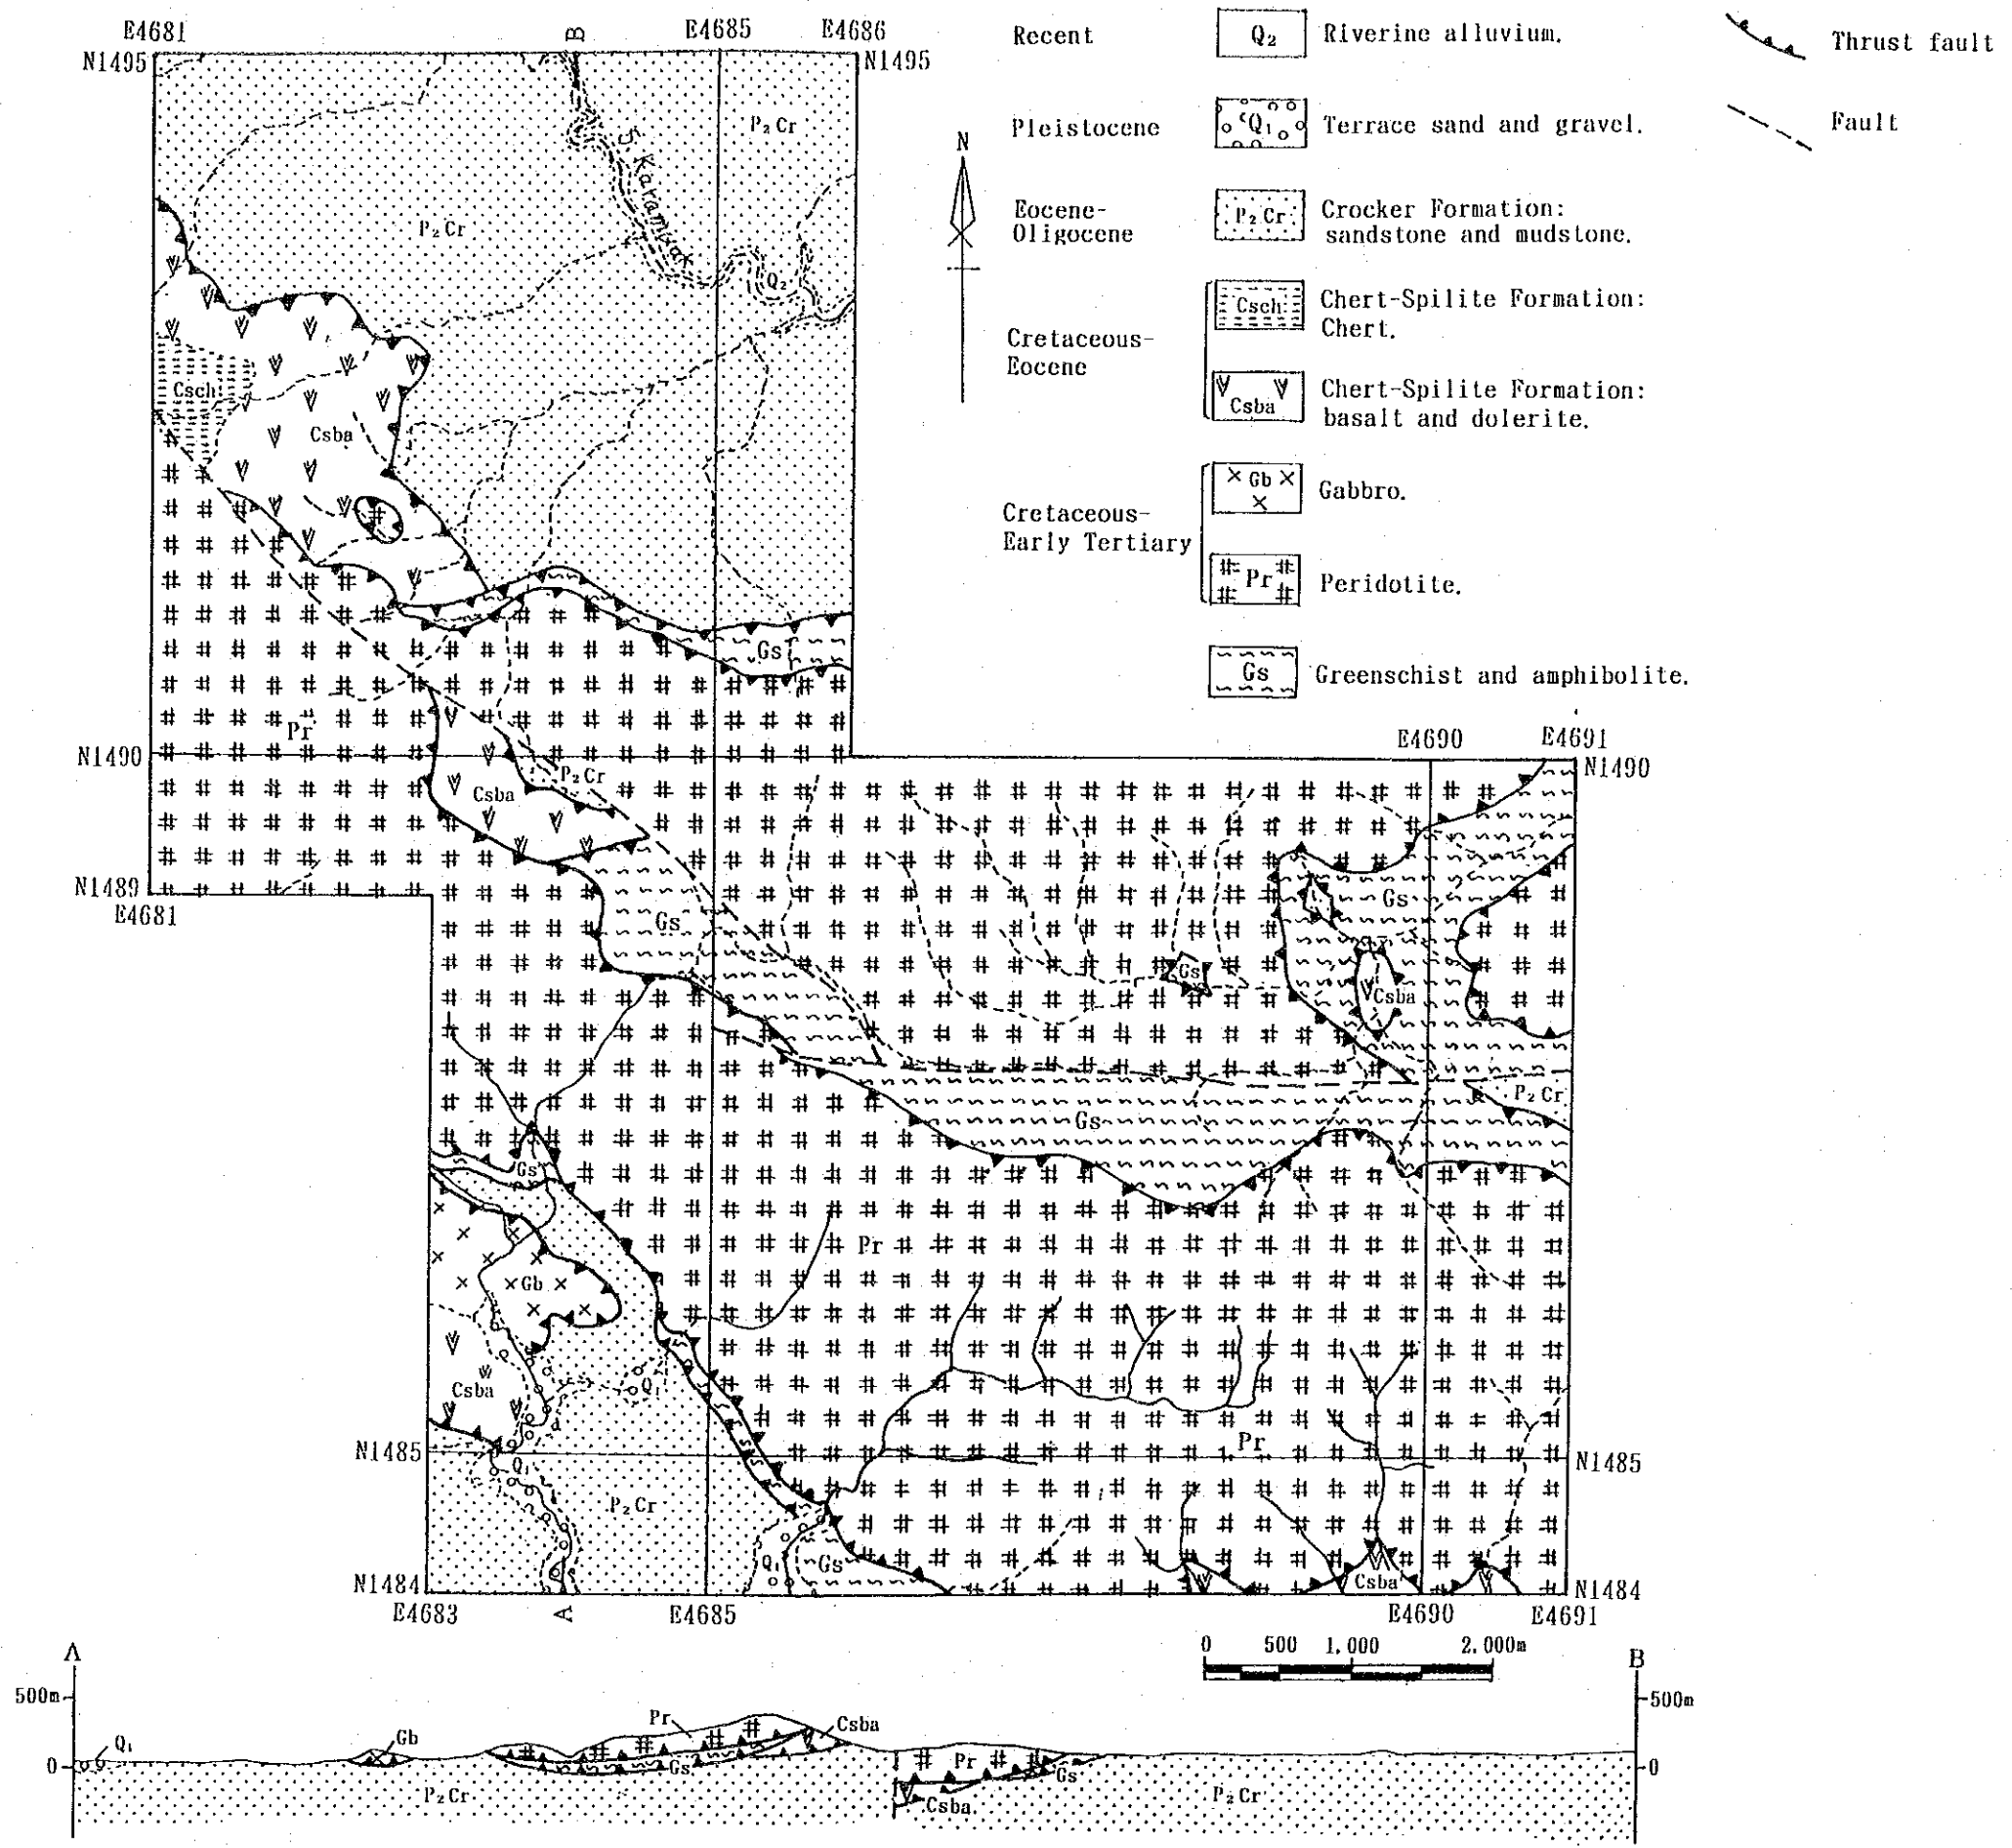 E4681
B
E4685
E4686
N1495
N1495
P₂Cr
S. Karamuak
P₂Cr
Q₂
Csch
Csba
Gs
Pr
N1490
P₂Cr
Csba
N1489
E4681
Gs
N
Recent
Q₂
Riverine alluvium.
Pleistocene
Q₁
Terrace sand and gravel.
Eocene-
Oligocene
P₂Cr
Crocker Formation:
sandstone and mudstone.
Cretaceous-
Eocene
Csch
Chert-Spilite Formation:
Chert.
Csba
Chert-Spilite Formation:
basalt and dolerite.
Cretaceous-
Early Tertiary
Gb
Gabbro.
Pr
Peridotite.
Gs
Greenschist and amphibolite.
Thrust fault
Fault
E4690
E4691
N1490
Gs
Gs
Csba
P₂Cr
Gs
Gs
Pr
Gb
Csba
Q₁
N1485
Q₁
Pr
N1485
P₂Cr
Q₁
Gs
Csba
N1484
N1484
E4683
A
E4685
E4690
E4691
0 500 1,000 2,000m
A
B
500m
500m
Q₁
Gb
Pr
Csba
0
0
Gs
Pr
Gs
P₂Cr
Csba
P₂Cr